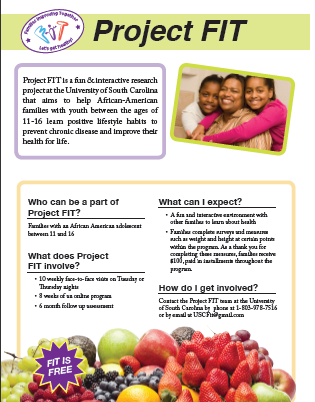 Families Improving Together
FIT
Let's get healthy!
Project FIT
Project FIT is a fun & interactive research
project at the University of South Carolina
that aims to help African-American
families with youth between the ages of
11-16 learn positive lifestyle habits to
prevent chronic disease and improve their
health for life.
Who can be a part of
Project FIT?
Families with an African American adolescent
between 11 and 16
What does Project
FIT involve?
• 10 weekly face-to-face visits on Tuesday or
Thursday nights
• 8 weeks of an online program
• 6 month follow up assessment
What can I expect?
• A fun and interactive environment with
other families to learn about health
• Families complete surveys and measures
such as weight and height at certain points
within the program. As a thank you for
completing these measures, families receive
$100, paid in installments throughout the
program.
How do I get involved?
Contact the Project FIT team at the University
of South Carolina by phone at 1-803-978-7516
or by email at USCFit@gmail.com
FIT IS
FREE